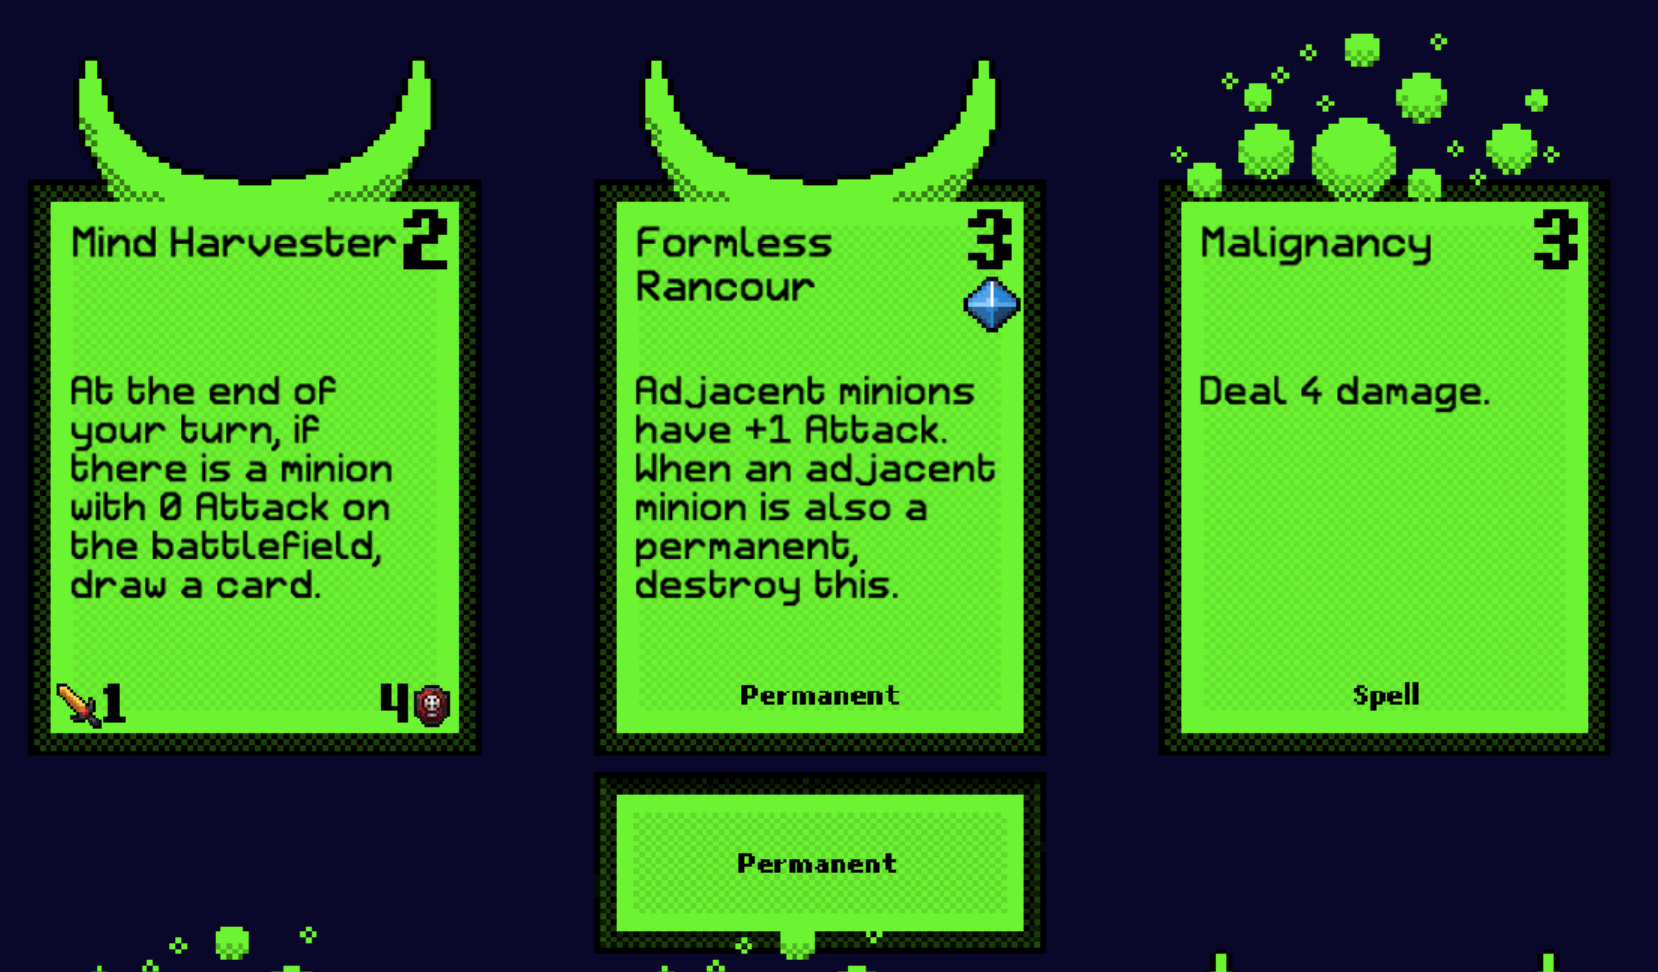 Mind Harvester 2
At the end of
your turn, if
there is a minion
with 0 Attack on
the battlefield,
draw a card.
1 4
Formless 3
Rancour
Adjacent minions
have +1 Attack.
When an adjacent
minion is also a
permanent,
destroy this.
Permanent
Permanent
Malignancy 3
Deal 4 damage.
Spell